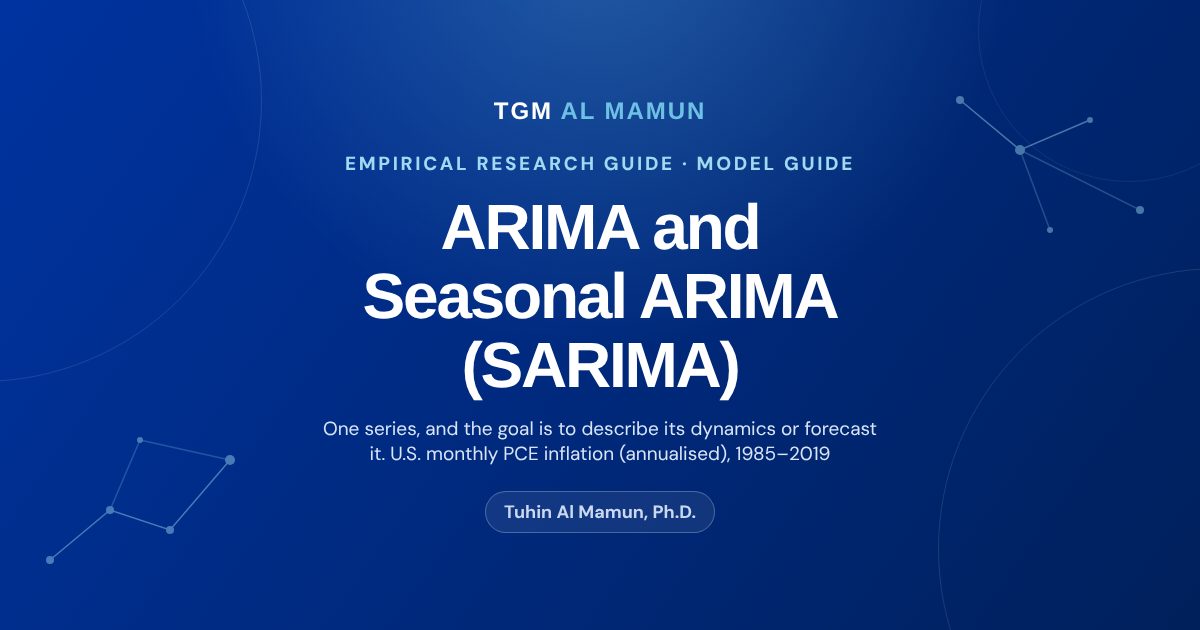 TGM AL MAMUN
EMPIRICAL RESEARCH GUIDE · MODEL GUIDE
ARIMA and
Seasonal ARIMA
(SARIMA)
One series, and the goal is to describe its dynamics or forecast
it. U.S. monthly PCE inflation (annualised), 1985–2019
Tuhin Al Mamun, Ph.D.